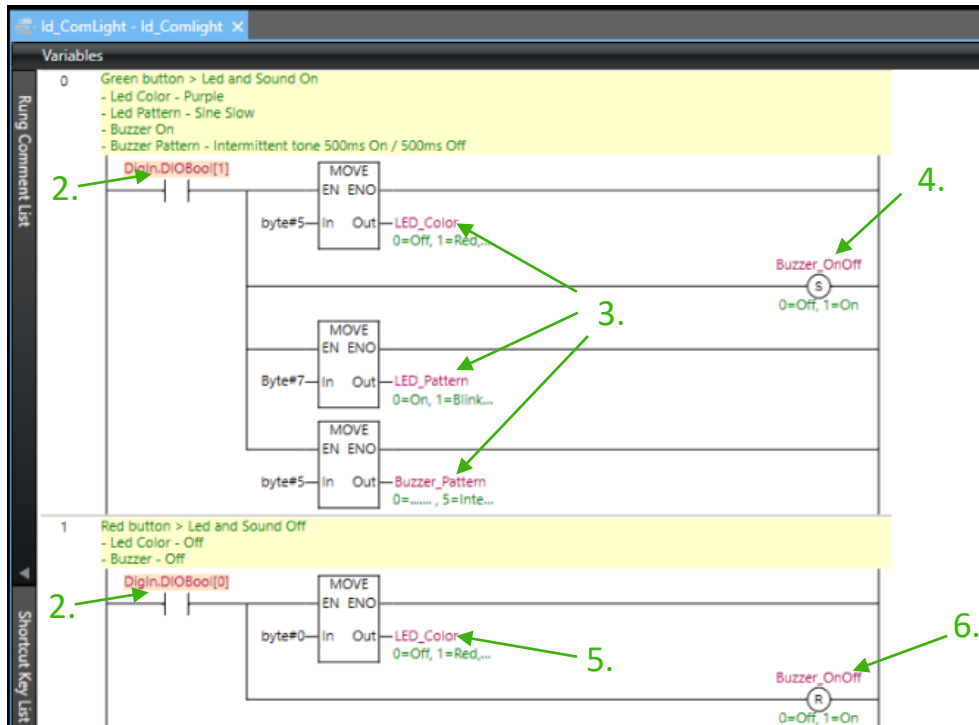 ld_ComLight - ld_Comlight ×
Variables
Rung Comment List
Shortcut Key List
0
Green button > Led and Sound On
- Led Color - Purple
- Led Pattern - Sine Slow
- Buzzer On
- Buzzer Pattern - Intermittent tone 500ms On / 500ms Off
DigIn.DIOBool[1]
2.
MOVE
EN ENO
byte#5 In Out LED_Color
0=Off, 1=Red,...
4.
Buzzer_OnOff
S
0=Off, 1=On
3.
MOVE
EN ENO
Byte#7 In Out LED_Pattern
0=On, 1=Blink...
MOVE
EN ENO
byte#5 In Out Buzzer_Pattern
0=...... , 5=Inte...
1
Red button > Led and Sound Off
- Led Color - Off
- Buzzer - Off
DigIn.DIOBool[0]
2.
MOVE
EN ENO
byte#0 In Out LED_Color
0=Off, 1=Red,...
5.
6.
Buzzer_OnOff
R
0=Off, 1=On